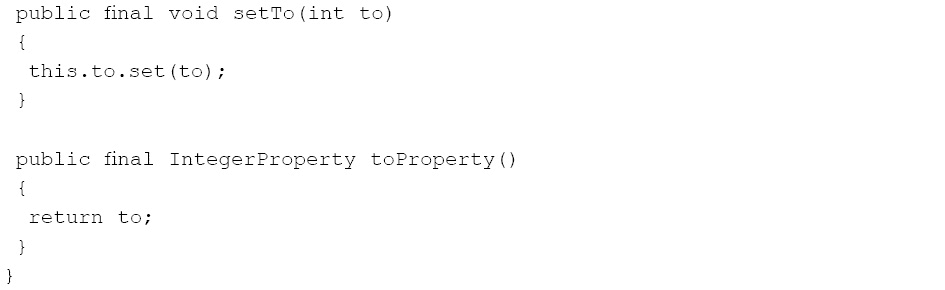 public final void setTo(int to)
{
this.to.set(to);
}
public final IntegerProperty toProperty()
{
return to;
}
}